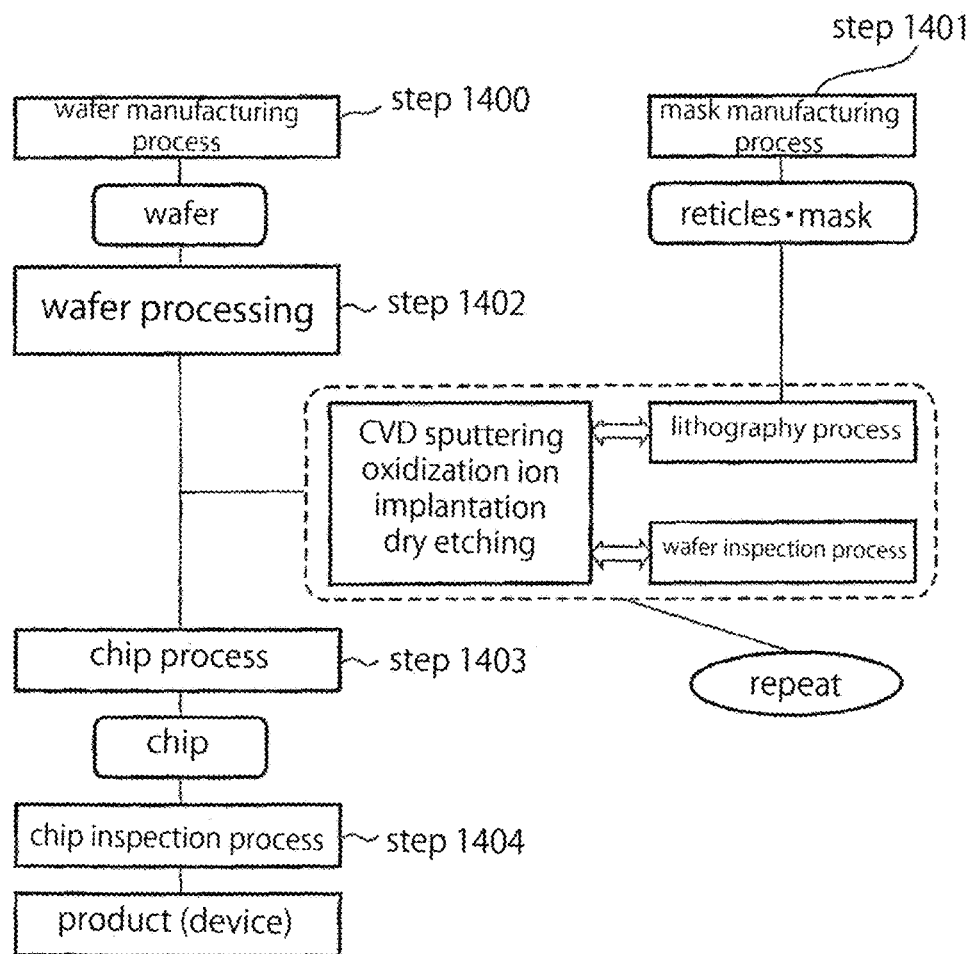 step 1401
wafer manufacturing
process
step 1400
mask manufacturing
process
wafer
reticles・mask
wafer processing
step 1402
CVD sputtering
oxidization ion
implantation
dry etching
lithography process
wafer inspection process
chip process
step 1403
repeat
chip
chip inspection process
step 1404
product (device)